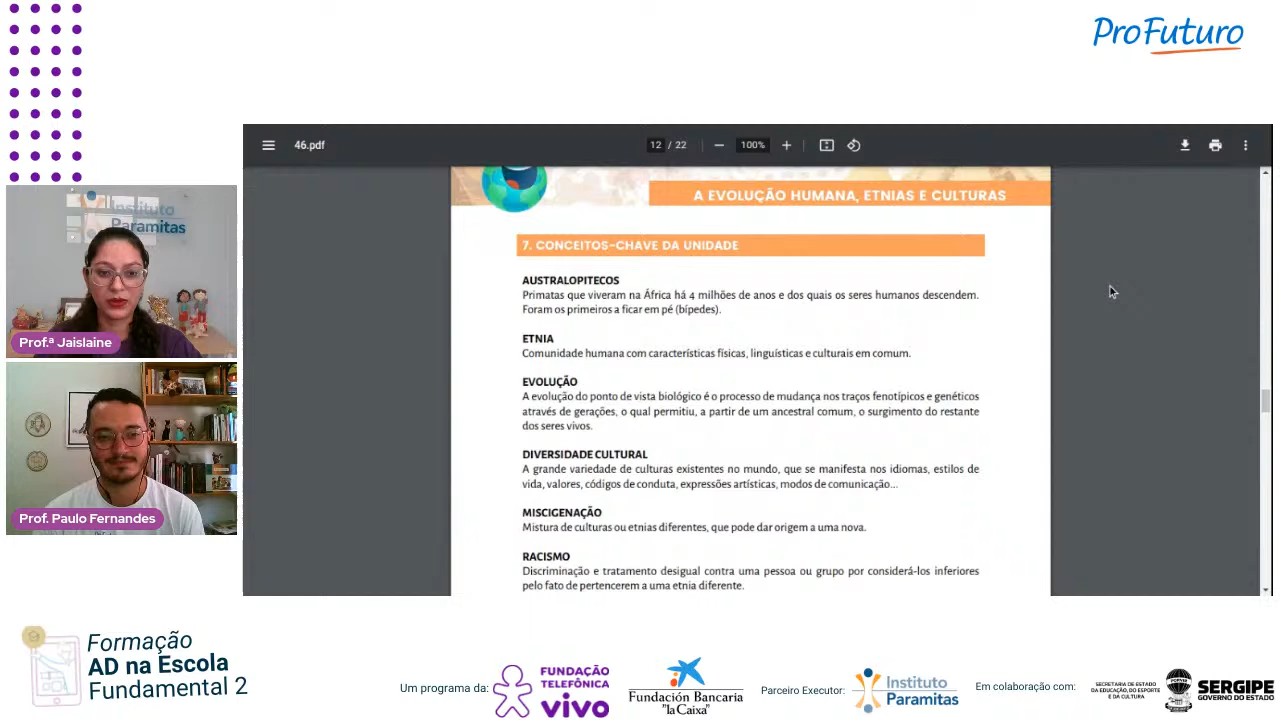 ProFuturo
46.pdf
12 / 22
100%
A EVOLUÇÃO HUMANA, ETNIAS E CULTURAS
7. CONCEITOS-CHAVE DA UNIDADE
AUSTRALOPITECOS
Primatas que viveram na África há 4 milhões de anos e dos quais os seres humanos descendem.
Foram os primeiros a ficar em pé (bípedes).
ETNIA
Comunidade humana com características físicas, linguísticas e culturais em comum.
EVOLUÇÃO
A evolução do ponto de vista biológico é o processo de mudança nos traços fenotípicos e genéticos
através de gerações, o qual permitiu, a partir de um ancestral comum, o surgimento do restante
dos seres vivos.
DIVERSIDADE CULTURAL
A grande variedade de culturas existentes no mundo, que se manifesta nos idiomas, estilos de
vida, valores, códigos de conduta, expressões artísticas, modos de comunicação...
MISCIGENAÇÃO
Mistura de culturas ou etnias diferentes, que pode dar origem a uma nova.
RACISMO
Discriminação e tratamento desigual contra uma pessoa ou grupo por considerá-los inferiores
pelo fato de pertencerem a uma etnia diferente.
Instituto
Paramitas
Prof.ª Jaislaine
Prof. Paulo Fernandes
Formação
AD na Escola
Fundamental 2
Um programa da:
FUNDAÇÃO
TELEFÔNICA
vivo
Fundación Bancaria
"la Caixa"
Parceiro Executor:
Instituto
Paramitas
Em colaboração com:
SECRETARIA DE ESTADO
DA EDUCAÇÃO, DO ESPORTE
E DA CULTURA
SERGIPE
GOVERNO DO ESTADO